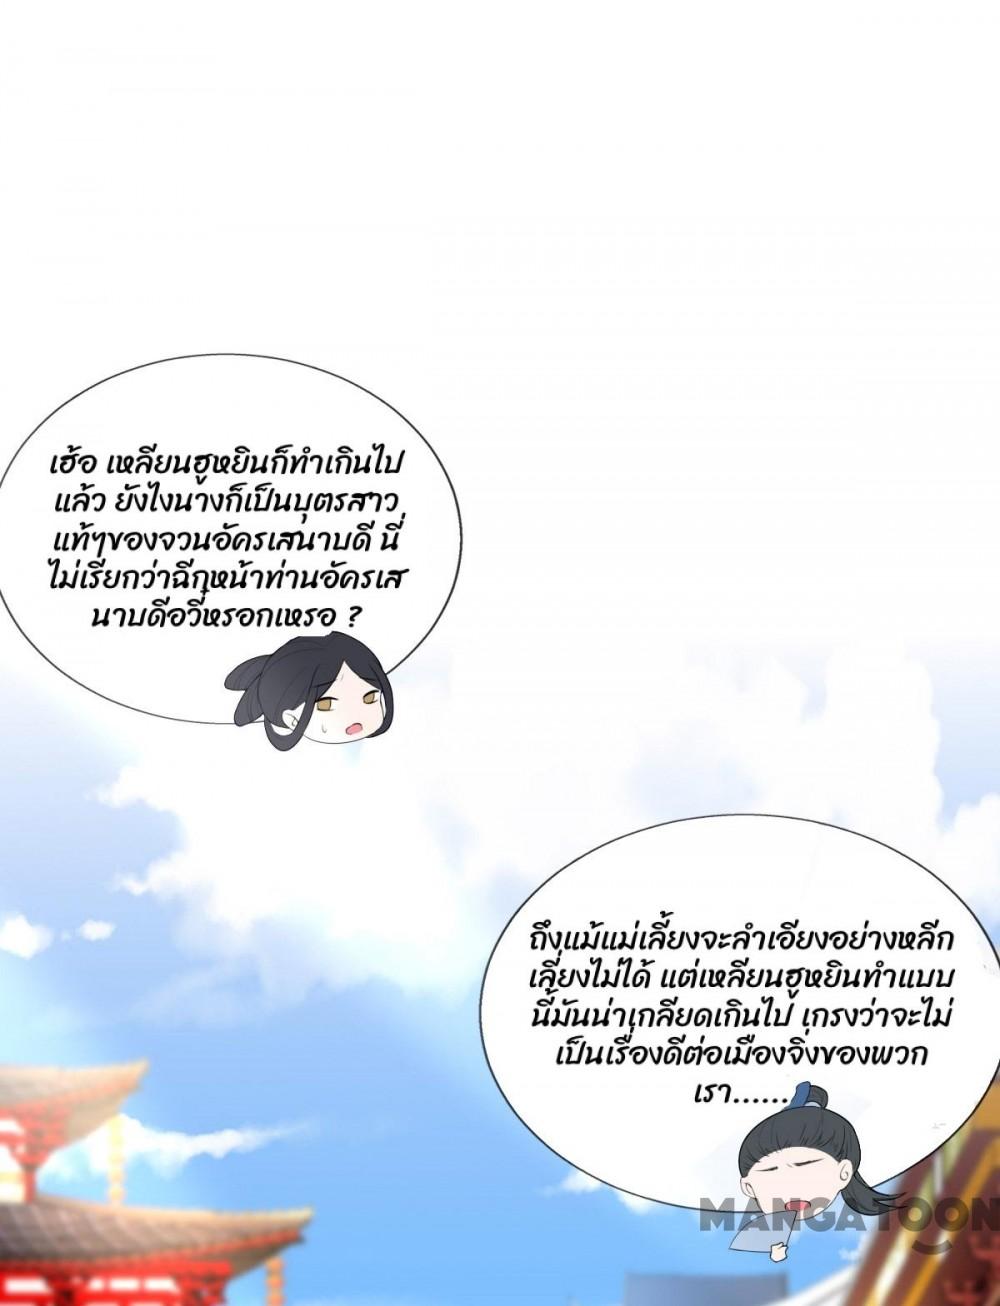 เฮ้อ เหลียนฮูหยินก็ทำเกินไป
แล้ว ยังไงนางก็เป็นบุตรสาว
แท้ๆของจวนอัครเสนาบดี นี่
ไม่เรียกว่าฉีกหน้าท่านอัครเส
นาบดีอวี๋หรอกเหรอ ?
ถึงแม้แม่เลี้ยงจะลำเอียงอย่างหลีก
เลี่ยงไม่ได้ แต่เหลียนฮูหยินทำแบบ
นี้มันน่าเกลียดเกินไป เกรงว่าจะไม่
เป็นเรื่องดีต่อเมืองจิ่งของพวก
เรา......
MANGATOON